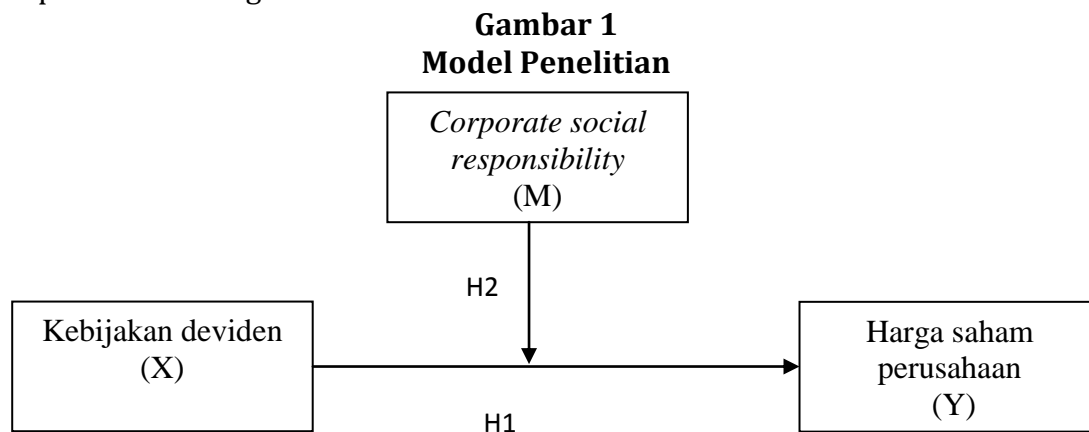 Gambar 1
Model Penelitian
Corporate social
responsibility
(M)
H2
Kebijakan deviden
(X)
Harga saham
perusahaan
(Y)
H1